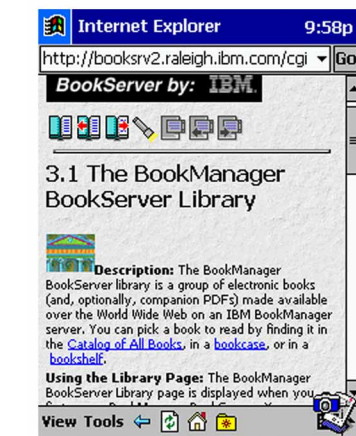 Internet Explorer 9:58p
http://booksrv2.raleigh.ibm.com/cgi Go
BookServer by: IBM.
3.1 The BookManager
BookServer Library
Description: The BookManager
BookServer library is a group of electronic books
(and, optionally, companion PDFs) made available
over the World Wide Web on an IBM BookManager
server. You can pick a book to read by finding it in
the Catalog of All Books, in a bookcase, or in a
bookshelf.
Using the Library Page: The BookManager
BookServer Library page is displayed when you
View Tools